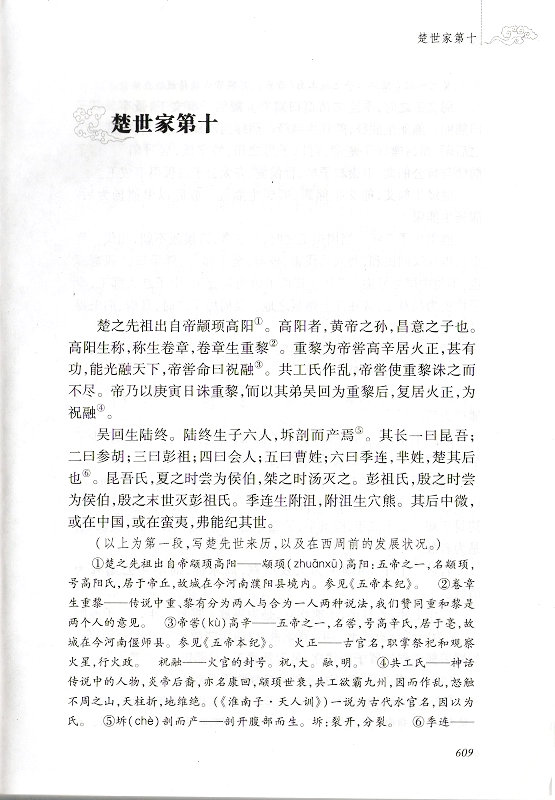 楚世家第十
楚世家第十
楚之先祖出自帝颛顼高阳①。高阳者,黄帝之孙,昌意之子也。
高阳生称,称生卷章,卷章生重黎②。重黎为帝喾高辛居火正,甚有
功,能光融天下,帝喾命曰祝融③。共工氏作乱,帝喾使重黎诛之而
不尽。帝乃以庚寅日诛重黎,而以其弟吴回为重黎后,复居火正,为
祝融④。
吴回生陆终。陆终生子六人,坼剖而产焉⑤。其长一曰昆吾;
二曰参胡;三曰彭祖;四曰会人;五曰曹姓;六曰季连,芈姓,楚其后
也⑥。昆吾氏,夏之时尝为侯伯,桀之时汤灭之。彭祖氏,殷之时尝
为侯伯,殷之末世灭彭祖氏。季连生附沮,附沮生穴熊。其后中微,
或在中国,或在蛮夷,弗能纪其世。
(以上为第一段,写楚先世来历,以及在西周前的发展状况。)
①楚之先祖出自帝颛顼高阳——颛顼(zhuānxū)高阳:五帝之一,名颛顼,
号高阳氏,居于帝丘,故城在今河南濮阳县境内。参见《五帝本纪》。 ②卷章
生重黎——传说中重、黎有分为两人与合为一人两种说法,我们赞同重和黎是
两个人的意见。 ③帝喾(kù)高辛——五帝之一,名喾,号高辛氏,居于亳,故
城在今河南偃师县。参见《五帝本纪》。 火正——古官名,职掌祭祀和观察
火星,行火政。 祝融——火官的封号。祝,大。融,明。 ④共工氏——神话
传说中的人物,炎帝后裔,亦名康回,颛顼世衰,共工欲霸九州,因而作乱,怒触
不周之山,天柱折,地维绝。(《淮南子·天人训》)一说为古代水官名,因以为
氏。 ⑤坼(chè)剖而产——剖开腹部而生。坼:裂开,分裂。 ⑥季连——
609